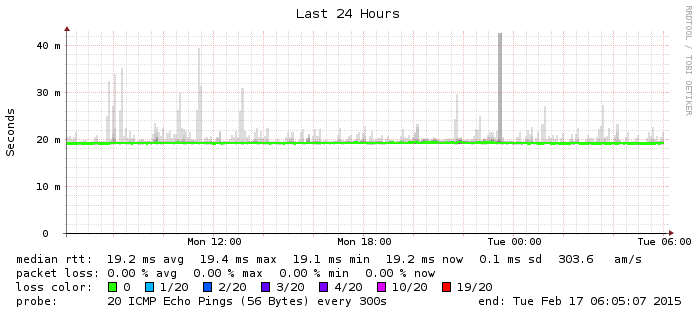 Last 24 Hours
RRDTOOL / TOBI OETIKER
Seconds
40 m
30 m
20 m
10 m
0
Mon 12:00 Mon 18:00 Tue 00:00 Tue 06:00
median rtt: 19.2 ms avg 19.4 ms max 19.1 ms min 19.2 ms now 0.1 ms sd 303.6 am/s
packet loss: 0.00 % avg 0.00 % max 0.00 % min 0.00 % now
loss color: 0 1/20 2/20 3/20 4/20 10/20 19/20
probe: 20 ICMP Echo Pings (56 Bytes) every 300s end: Tue Feb 17 06:05:07 2015